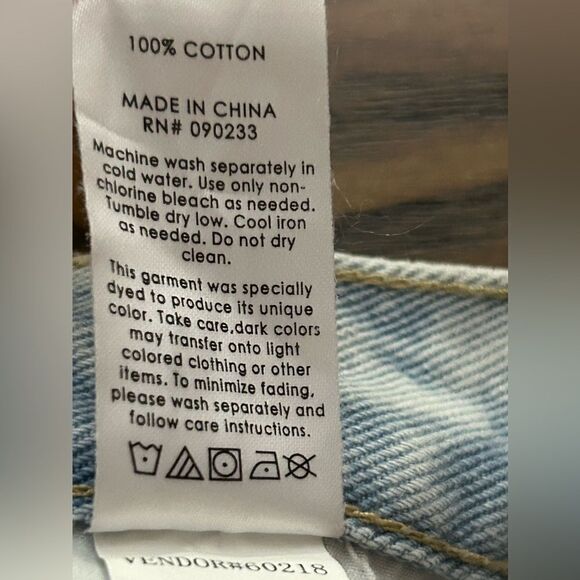 100% COTTON
MADE IN CHINA
RN# 090233
Machine wash separately in
cold water. Use only non-
chlorine bleach as needed.
Tumble dry low. Cool iron
as needed. Do not dry
clean.
This garment was specially
dyed to produce its unique
color. Take care.dark colors
may transfer onto light
colored clothing or other
items. To minimize fading,
please wash separately and
follow care instructions.
VENDOR#60218